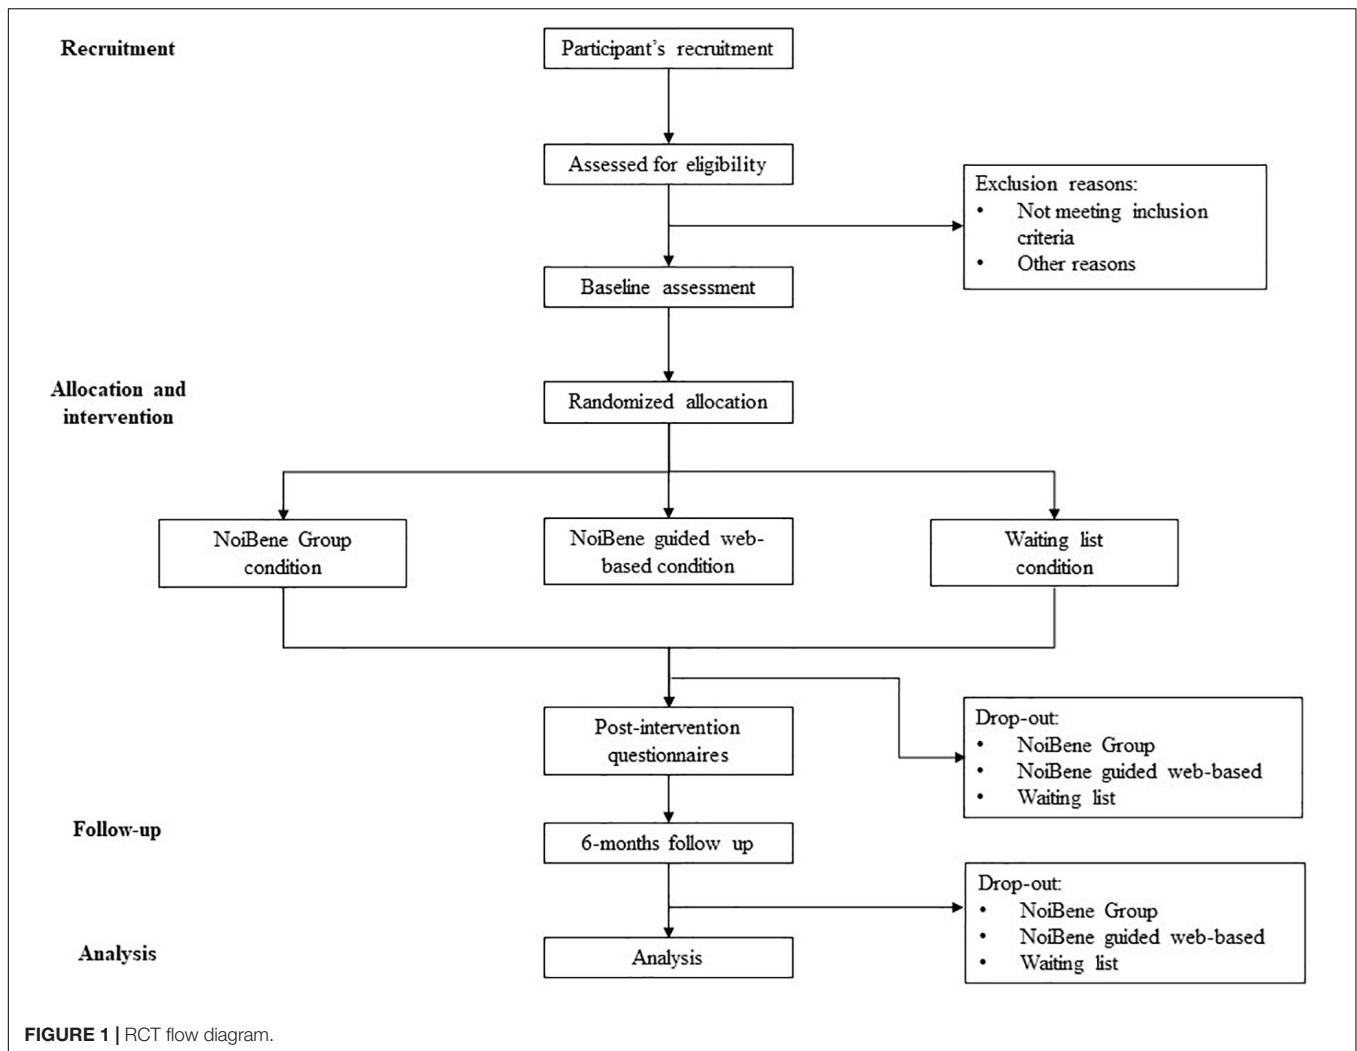 Recruitment
Participant's recruitment
Assessed for eligibility
Exclusion reasons:
• Not meeting inclusion
criteria
• Other reasons
Baseline assessment
Allocation and
intervention
Randomized allocation
NoiBene Group
condition
NoiBene guided web-
based condition
Waiting list
condition
Post-intervention
questionnaires
Drop-out:
• NoiBene Group
• NoiBene guided web-based
• Waiting list
Follow-up
6-months follow up
Drop-out:
• NoiBene Group
• NoiBene guided web-based
• Waiting list
Analysis
Analysis
FIGURE 1 | RCT flow diagram.